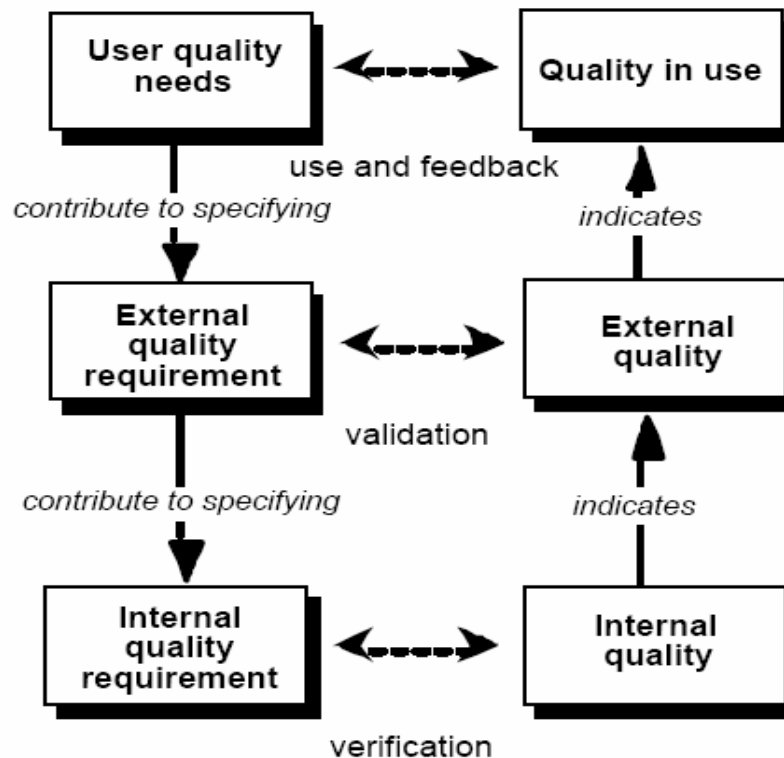 User quality
needs
Quality in use
use and feedback
contribute to specifying
indicates
External
quality
requirement
External
quality
validation
contribute to specifying
indicates
Internal
quality
requirement
Internal
quality
verification